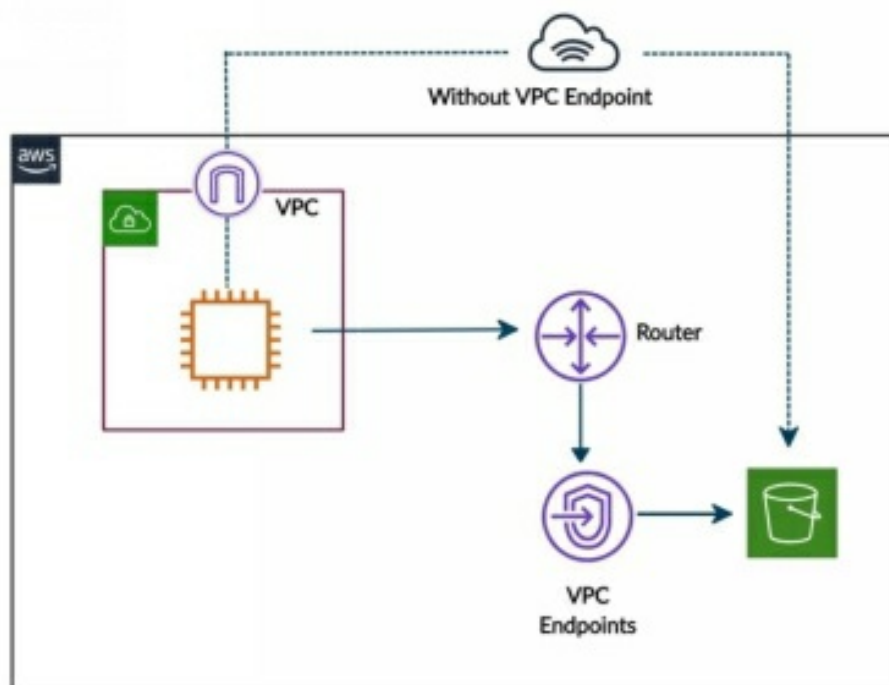 Without VPC Endpoint
aws
VPC
Router
VPC
Endpoints